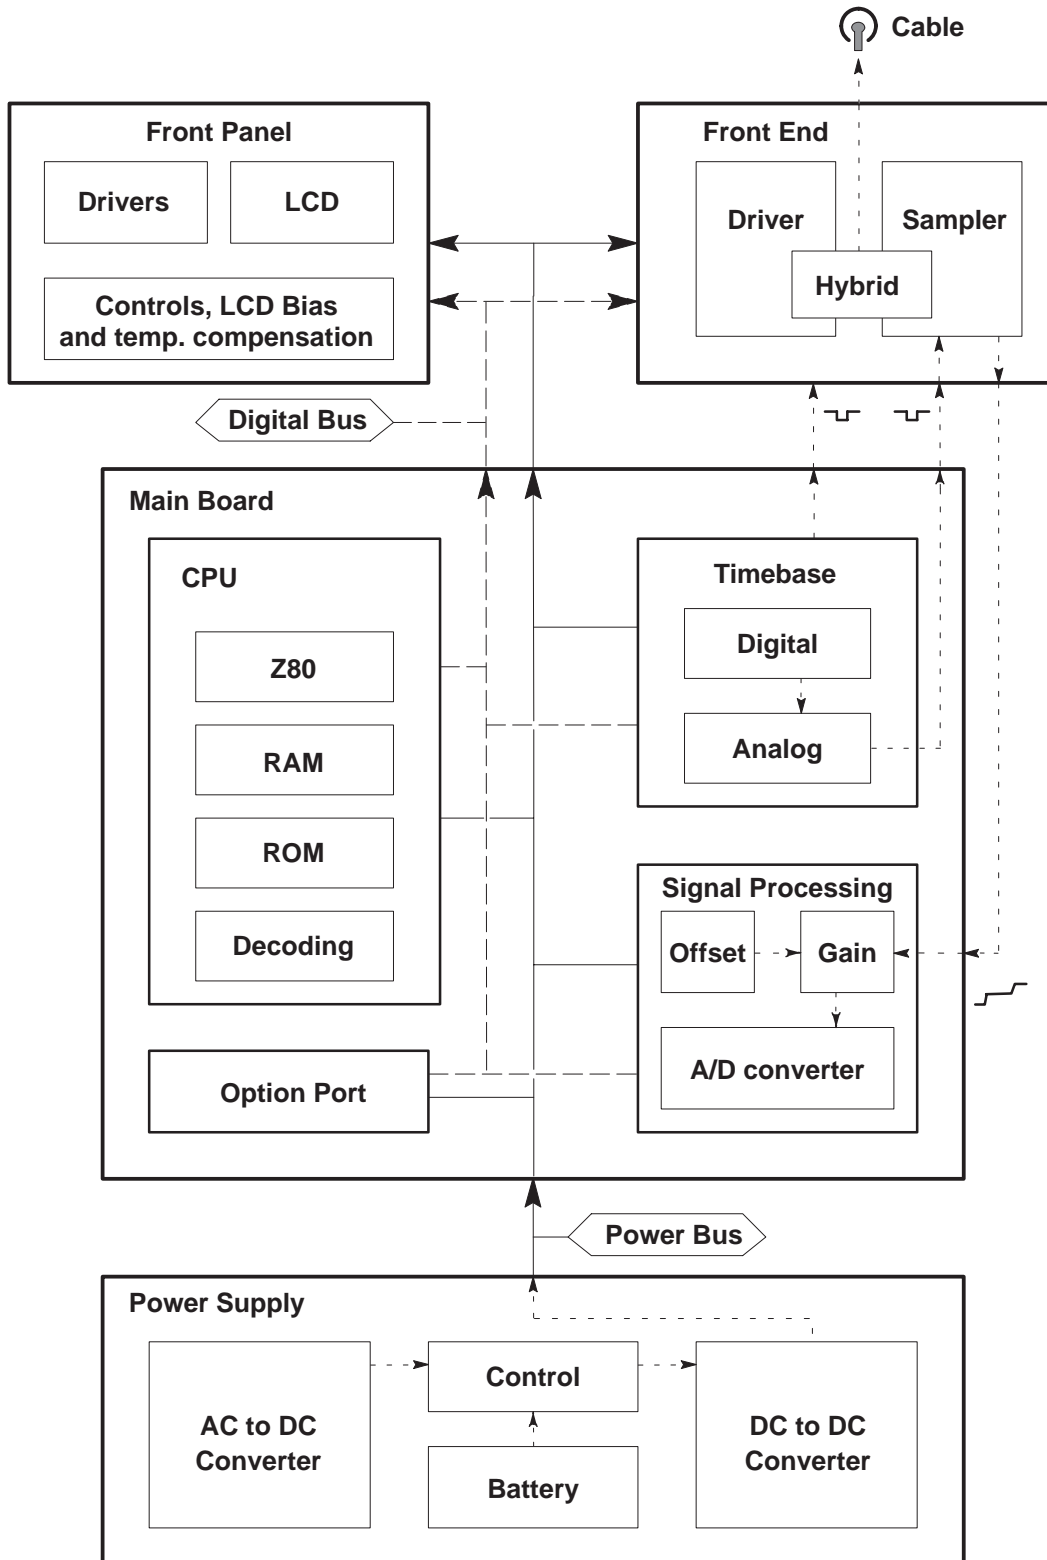 Cable
Front Panel
Drivers
LCD
Controls, LCD Bias
and temp. compensation
Front End
Driver
Sampler
Hybrid
Digital Bus
Main Board
CPU
Z80
RAM
ROM
Decoding
Option Port
Timebase
Digital
Analog
Signal Processing
Offset
Gain
A/D converter
Power Bus
Power Supply
AC to DC
Converter
Control
Battery
DC to DC
Converter